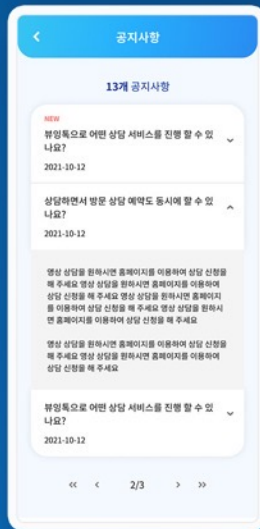 공지사항
13개 공지사항
NEW
뷰잉톡으로 어떤 상담 서비스를 진행 할 수 있
나요?
2021-10-12
상담하면서 방문 상담 예약도 동시에 할 수 있
나요?
2021-10-12
영상 상담을 원하시면 홈페이지를 이용하여 상담 신청을
해 주세요 영상 상담을 원하시면 홈페이지를 이용하여
상담 신청을 해 주세요 영상 상담을 원하시면 홈페이지
를 이용하여 상담 신청을 해 주세요 영상 상담을 원하시
면 홈페이지를 이용하여 상담 신청을 해 주세요
영상 상담을 원하시면 홈페이지를 이용하여 상담 신청을
해 주세요 영상 상담을 원하시면 홈페이지를 이용하여
상담 신청을 해 주세요
뷰잉톡으로 어떤 상담 서비스를 진행 할 수 있
나요?
2021-10-12
<< < 2/3 > >>